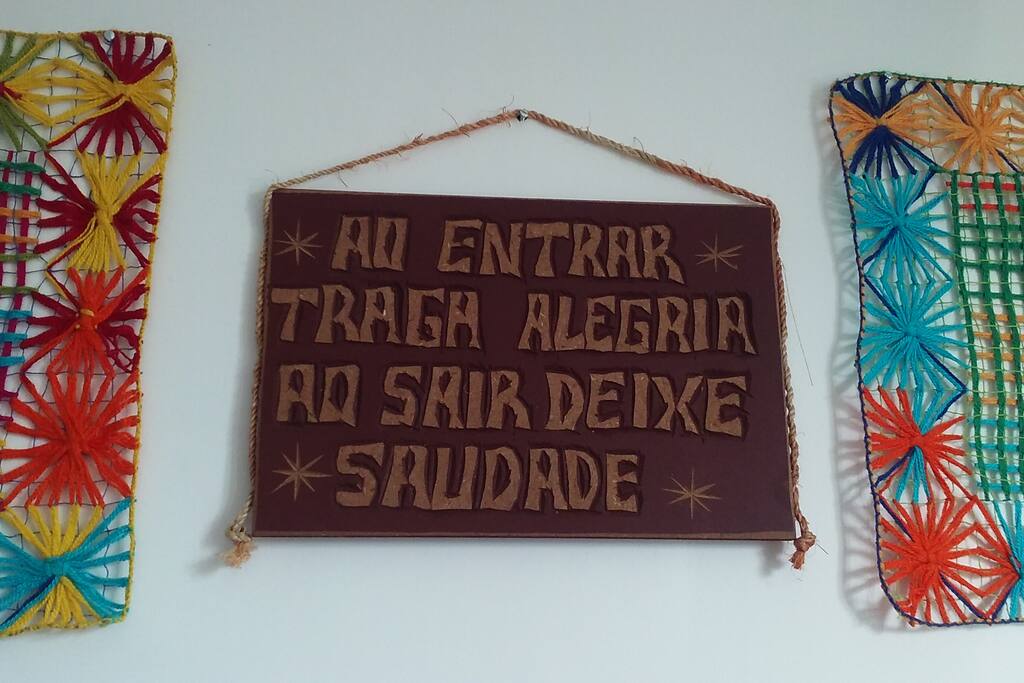 AO ENTRAR
TRAGA ALEGRIA
AO SAIR DEIXE
SAUDADE